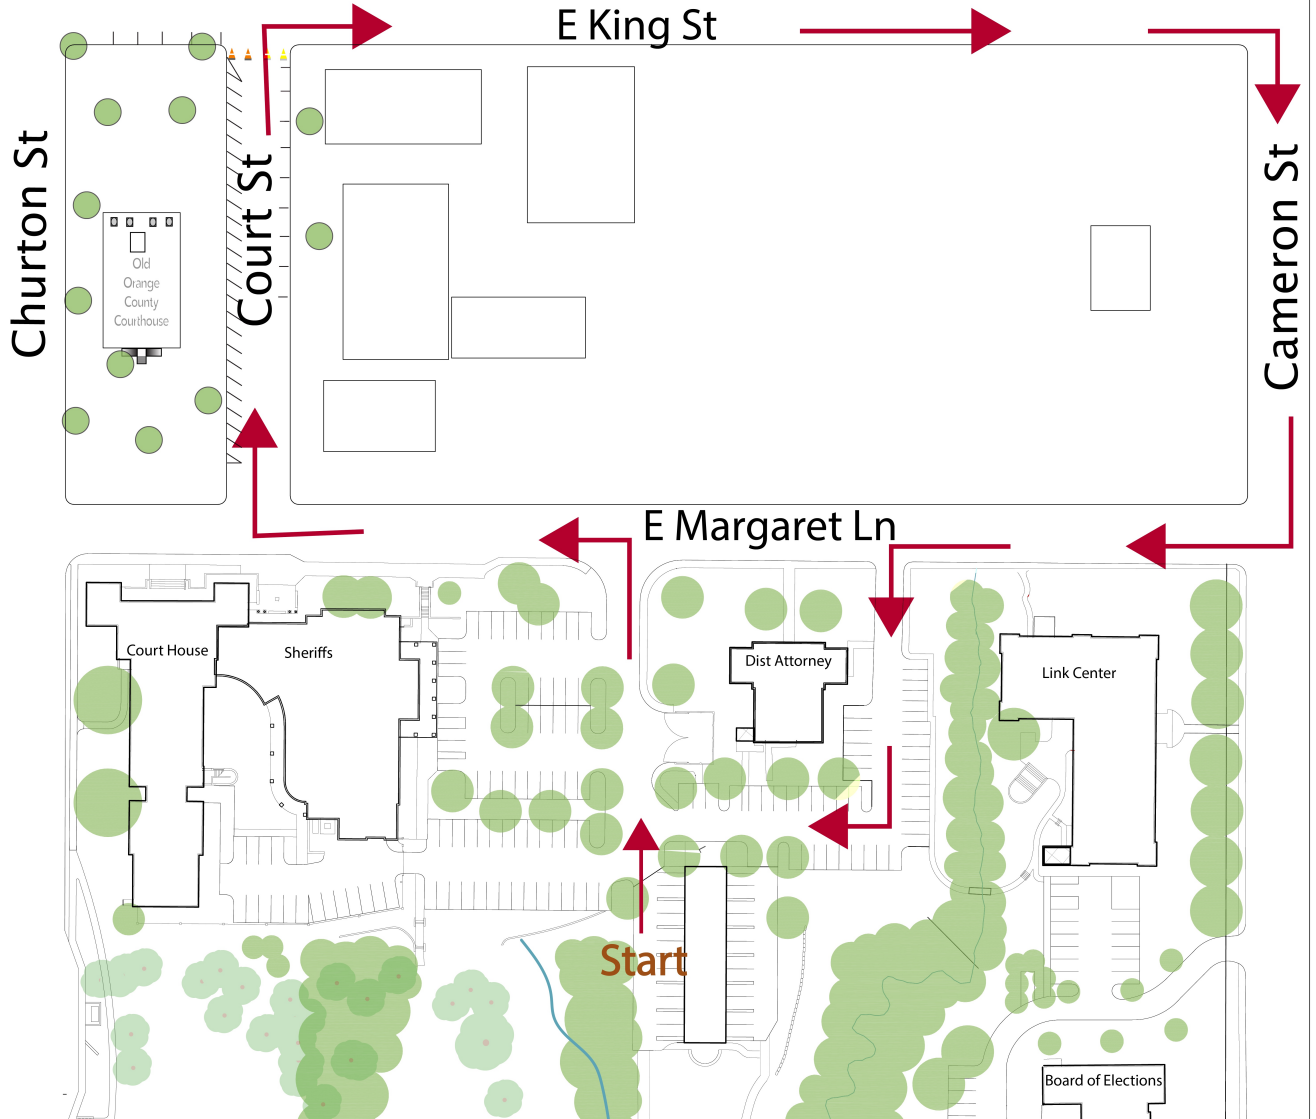 E King St
Churton St
Court St
Cameron St
Old
Orange
County
Courthouse
E Margaret Ln
Court House
Sheriffs
Dist Attorney
Link Center
Start
Board of Elections